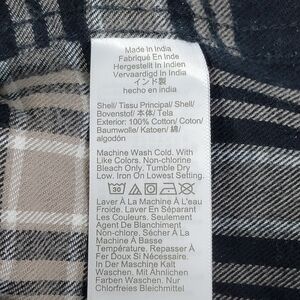 Made In India
Fabriqué En Inde
Hergestellt In Indien
Vervaardigd In India
インド製
hecho en india
Shell/ Tissu Principal/ Shell/
Bovenstof/ 本体/ Tela
Exterior: 100% Cotton/ Coton/
Baumwolle/ Katoen/ 綿/
algodón
Machine Wash Cold. With
Like Colors. Non-chlorine
Bleach Only. Tumble Dry
Low. Iron On Lowest Setting.
30
Laver À La Machine À L'eau
Froide. Laver En Séparant
Les Couleurs. Seulement
Agent De Blanchiment
Non-chlore. Sécher À La
Machine À Basse
Température. Repasser À
Fer Doux Si Nécessaire.
In Der Maschine Kalt
Waschen. Mit Ähnlichen
Farben Waschen. Nur
Chlorfreies Bleichmittel